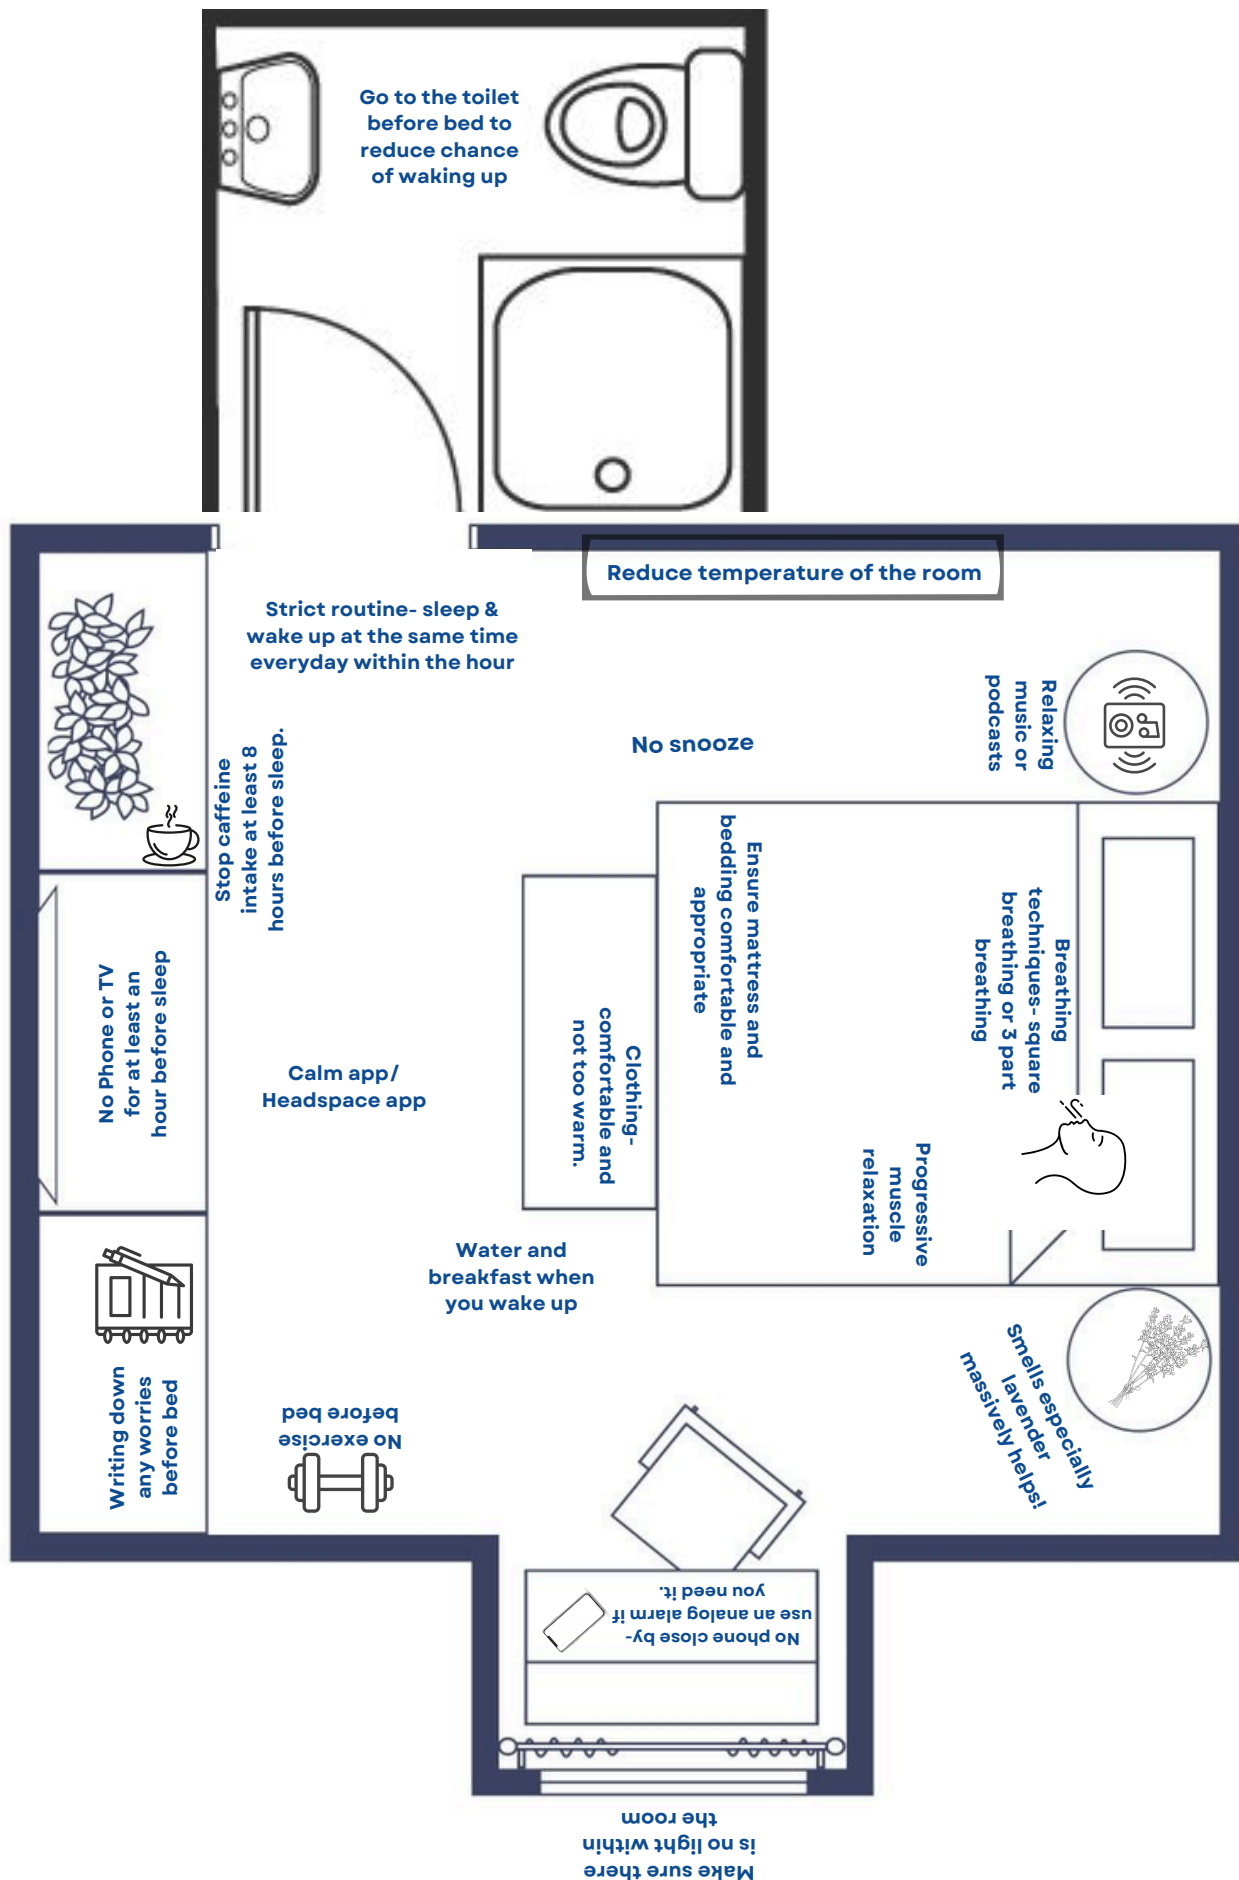 Go to the toilet
before bed to
reduce chance
of waking up
Reduce temperature of the room
Strict routine- sleep &
wake up at the same time
everyday within the hour
Relaxing
music or
podcasts
No snooze
Stop caffeine
intake at least 8
hours before sleep.
Ensure mattress and
bedding comfortable and
appropriate
Breathing
techniques- square
breathing or 3 part
breathing
No Phone or TV
for at least an
hour before sleep
Calm app/
Headspace app
Clothing-
comfortable and
not too warm.
Progressive
muscle
relaxation
Water and
breakfast when
you wake up
Smells especially
lavender
massively helps!
Writing down
any worries
before bed
No exercise
before bed
No phone close by-
use an analog alarm if
you need it.
Make sure there
is no light within
the room